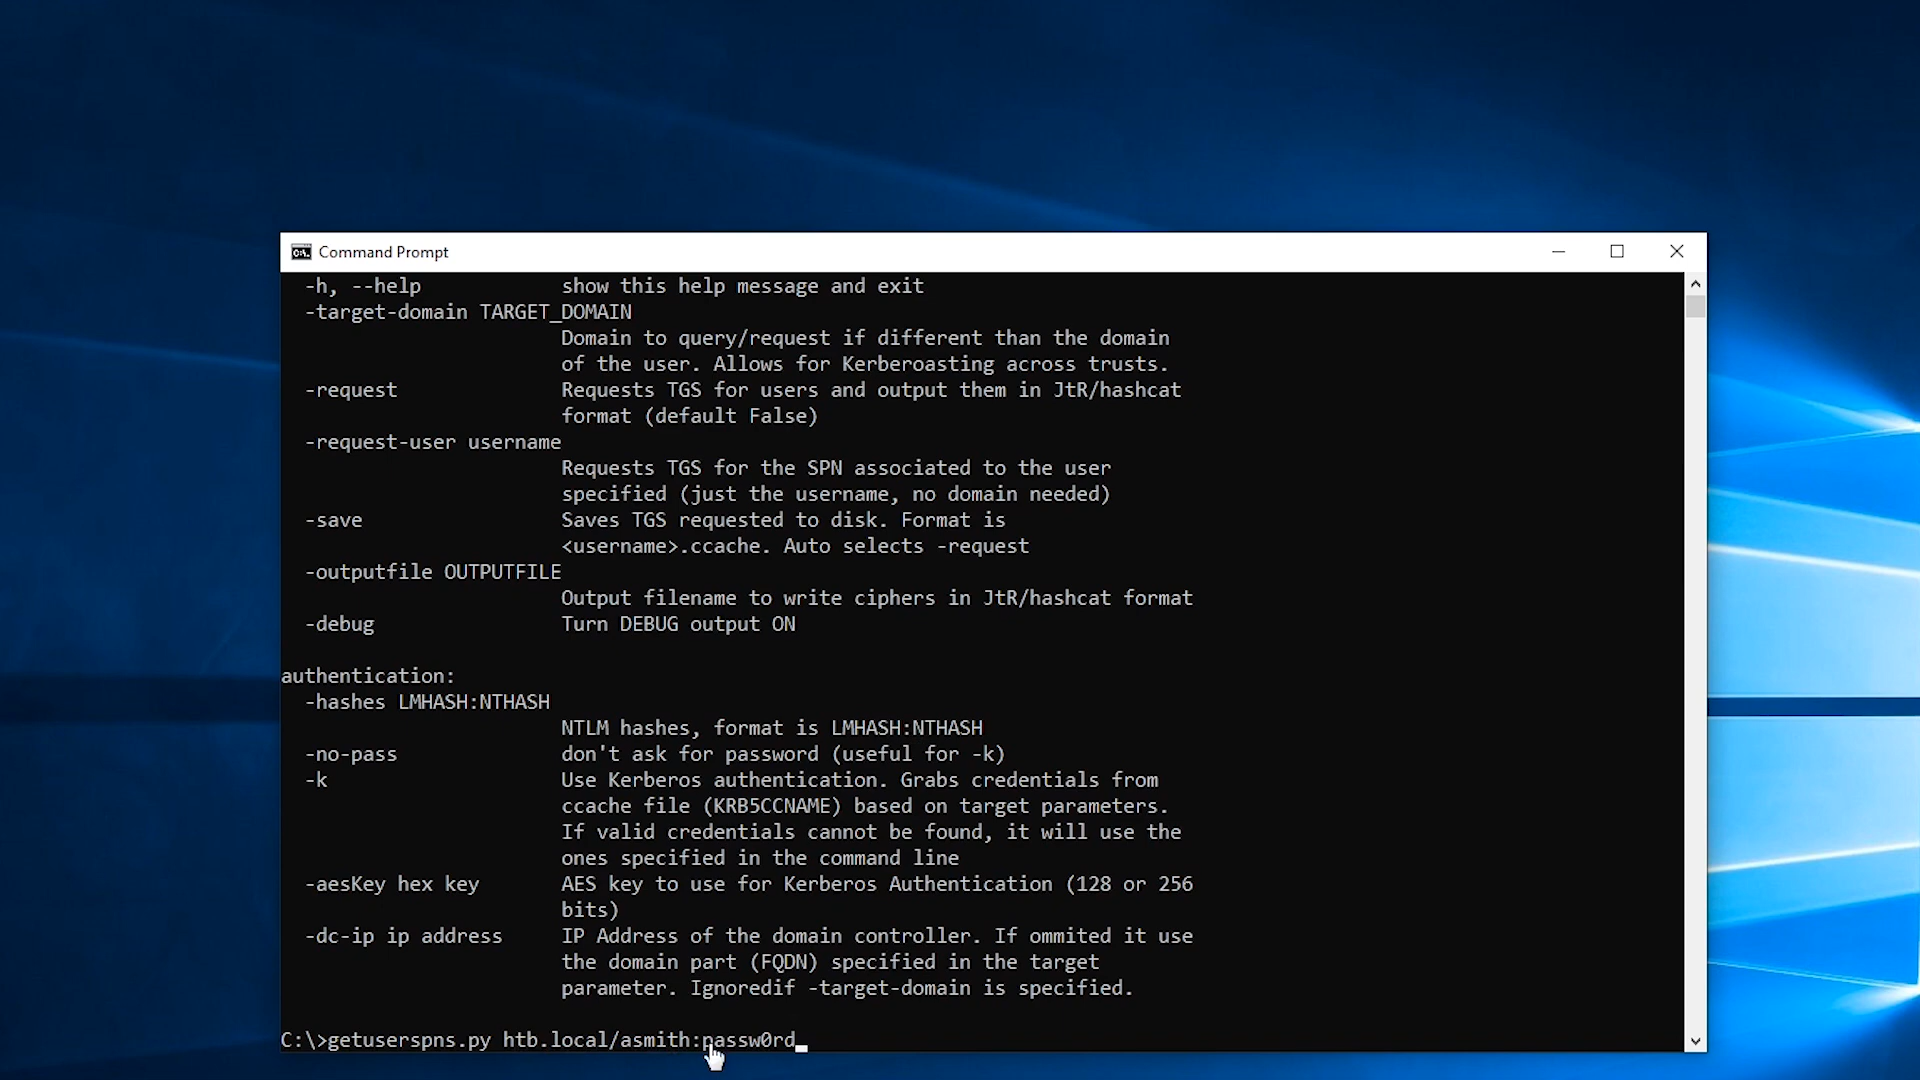 Command Prompt
-h, --help show this help message and exit
-target-domain TARGET_DOMAIN
Domain to query/request if different than the domain
of the user. Allows for Kerberoasting across trusts.
-request Requests TGS for users and output them in JtR/hashcat
format (default False)
-request-user username
Requests TGS for the SPN associated to the user
specified (just the username, no domain needed)
-save Saves TGS requested to disk. Format is
<username>.ccache. Auto selects -request
-outputfile OUTPUTFILE
Output filename to write ciphers in JtR/hashcat format
-debug Turn DEBUG output ON
authentication:
-hashes LMHASH:NTHASH
NTLM hashes, format is LMHASH:NTHASH
-no-pass don't ask for password (useful for -k)
-k Use Kerberos authentication. Grabs credentials from
ccache file (KRB5CCNAME) based on target parameters.
If valid credentials cannot be found, it will use the
ones specified in the command line
-aesKey hex key AES key to use for Kerberos Authentication (128 or 256
bits)
-dc-ip ip address IP Address of the domain controller. If ommited it use
the domain part (FQDN) specified in the target
parameter. Ignoredif -target-domain is specified.
C:\>getuserspns.py htb.local/asmith:passw0rd